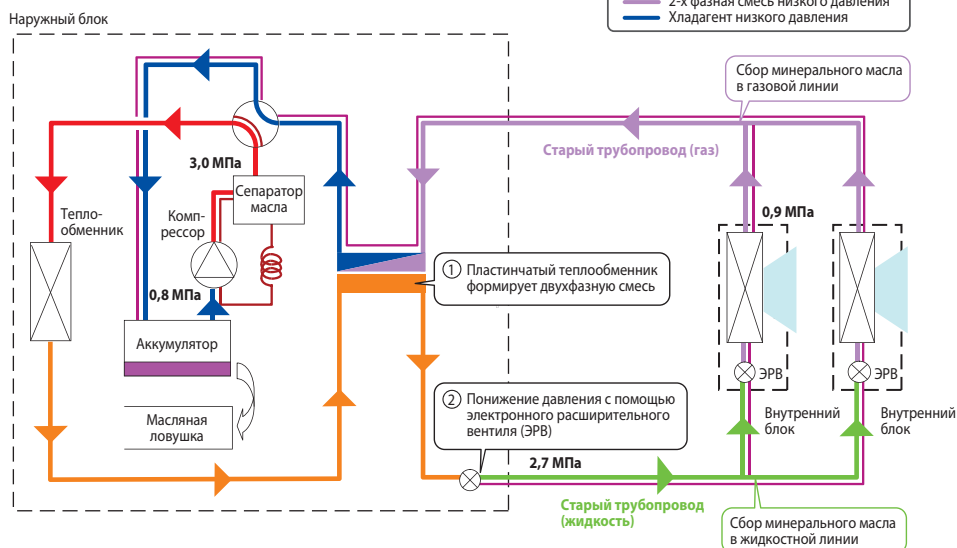 2-х фазная смесь низкого давления
Хладагент низкого давления
Наружный блок
Сбор минерального масла
в газовой линии
Старый трубопровод (газ)
3,0 МПа
Сепаратор
масла
Тепло-
обменник
Комп-
рессор
0,9 МПа
1 Пластинчатый теплообменник
формирует двухфазную смесь
0,8 МПа
Аккумулятор
Масляная
ловушка
ЭРВ
ЭРВ
2 Понижение давления с помощью
электронного расширительного
вентиля (ЭРВ)
Внутренний
блок
Внутренний
блок
2,7 МПа
Старый трубопровод
(жидкость)
Сбор минерального масла
в жидкостной линии